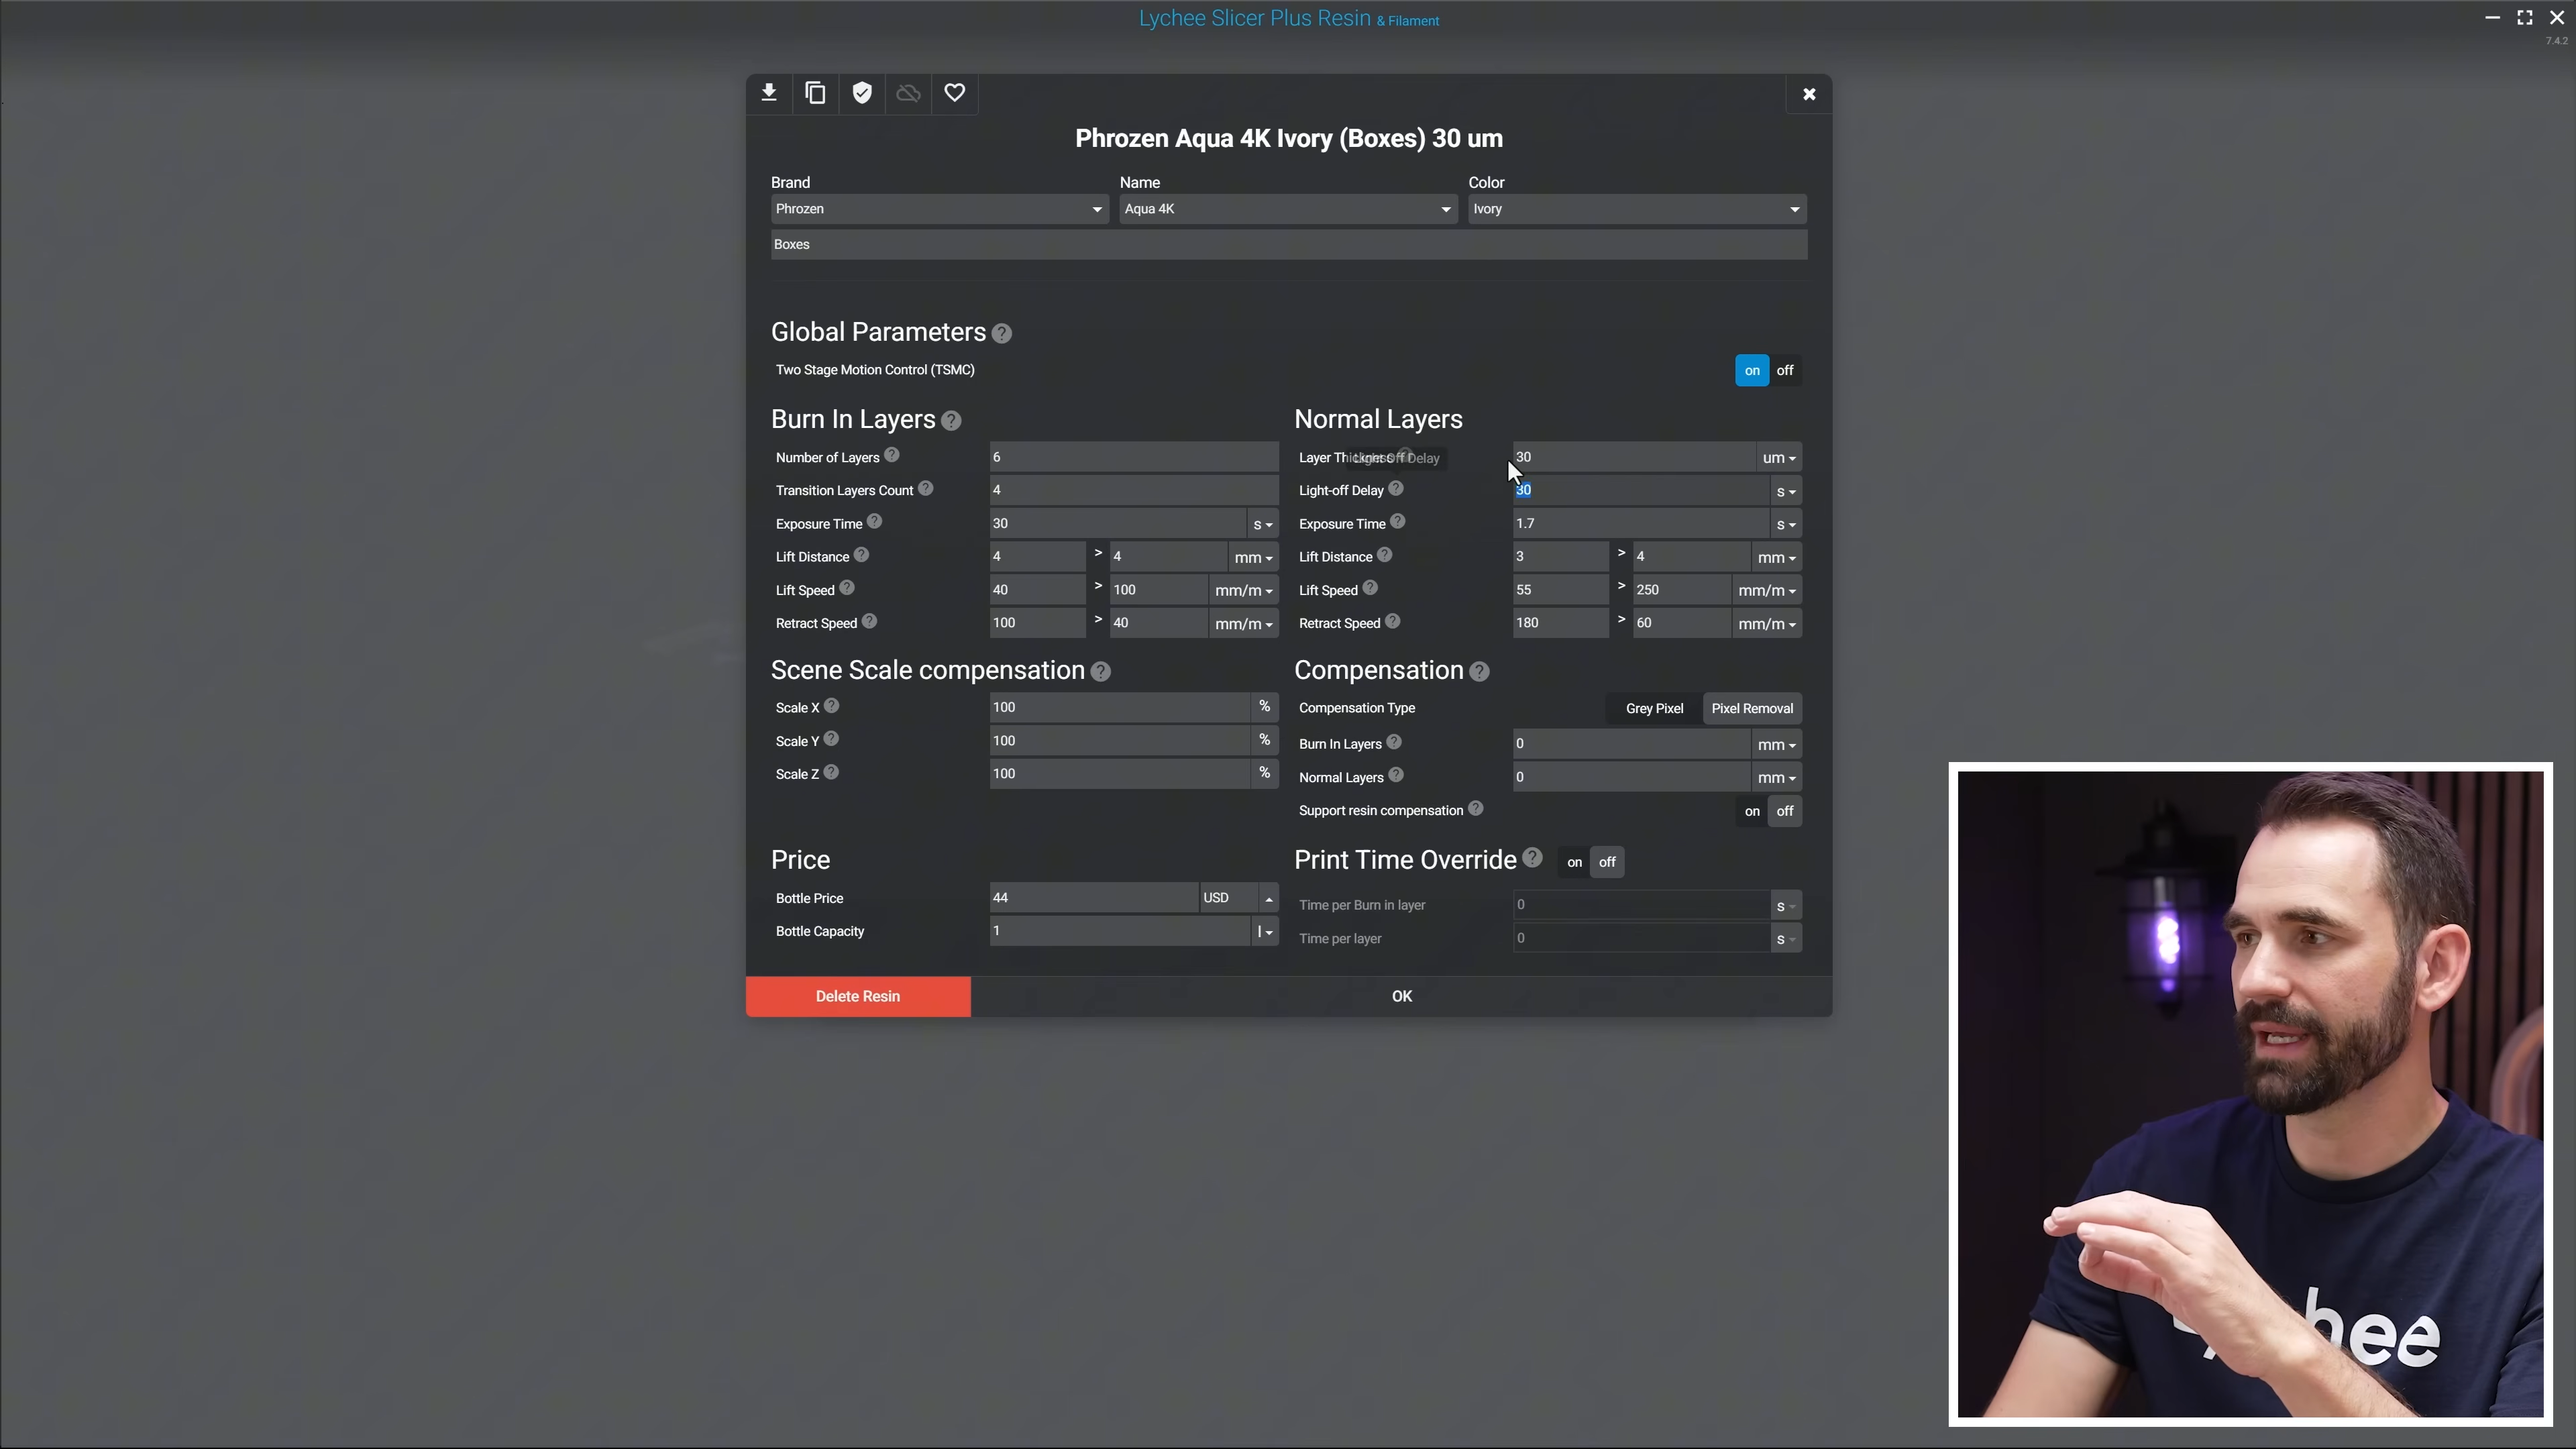 Lychee Slicer Plus Resin & Filament
7.4.2
Phrozen Aqua 4K Ivory (Boxes) 30 um
Brand Name Color
Phrozen Aqua 4K Ivory
Boxes
Global Parameters ?
Two Stage Motion Control (TSMC) on off
Burn In Layers ?
Number of Layers ? 6
Transition Layers Count ? 4
Exposure Time ? 30 s
Lift Distance ? 4 > 4 mm
Lift Speed ? 40 > 100 mm/m
Retract Speed ? 100 > 40 mm/m
Normal Layers
Layer Thickness 30 um
Light Off Delay
Light-off Delay ? 30 s
Exposure Time ? 1.7 s
Lift Distance ? 3 > 4 mm
Lift Speed ? 55 > 250 mm/m
Retract Speed ? 180 > 60 mm/m
Scene Scale compensation ?
Scale X ? 100 %
Scale Y ? 100 %
Scale Z ? 100 %
Compensation ?
Compensation Type Grey Pixel Pixel Removal
Burn In Layers ? 0 mm
Normal Layers ? 0 mm
Support resin compensation ? on off
Price
Bottle Price 44 USD
Bottle Capacity 1 l
Print Time Override ? on off
Time per Burn in layer 0 s
Time per layer 0 s
Delete Resin OK